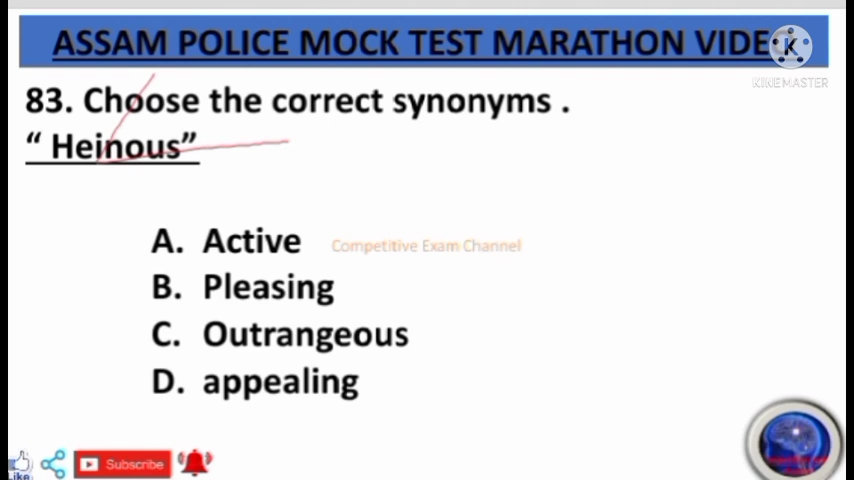 ASSAM POLICE MOCK TEST MARATHON VIDE
K
KINEMASTER
83. Choose the correct synonyms .
“ Heinous”
A. Active
Competitive Exam Channel
B. Pleasing
C. Outrangeous
D. appealing
Like
Subscribe